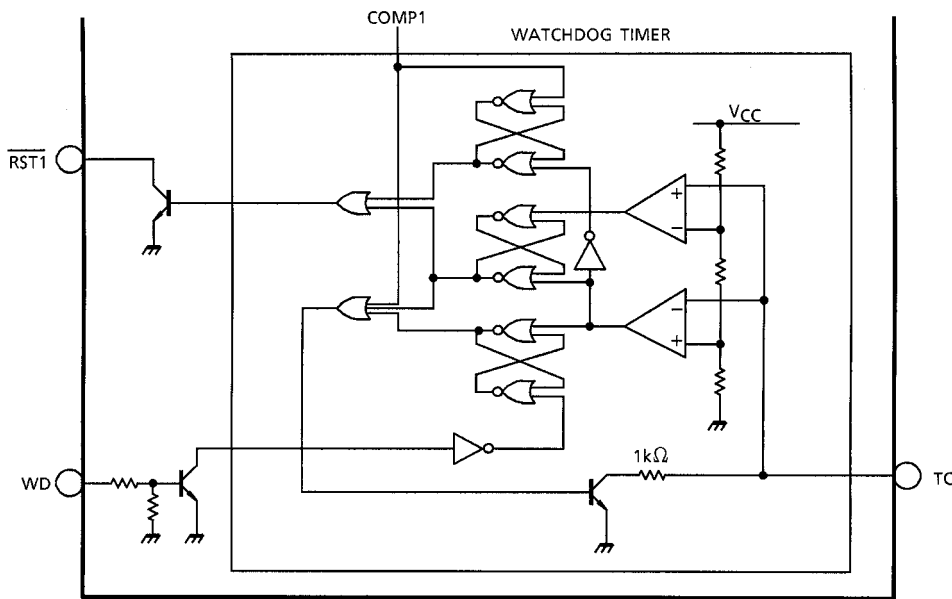 COMP1
WATCHDOG TIMER
VCC
RST1
+
−
−
+
1kΩ
WD
TC